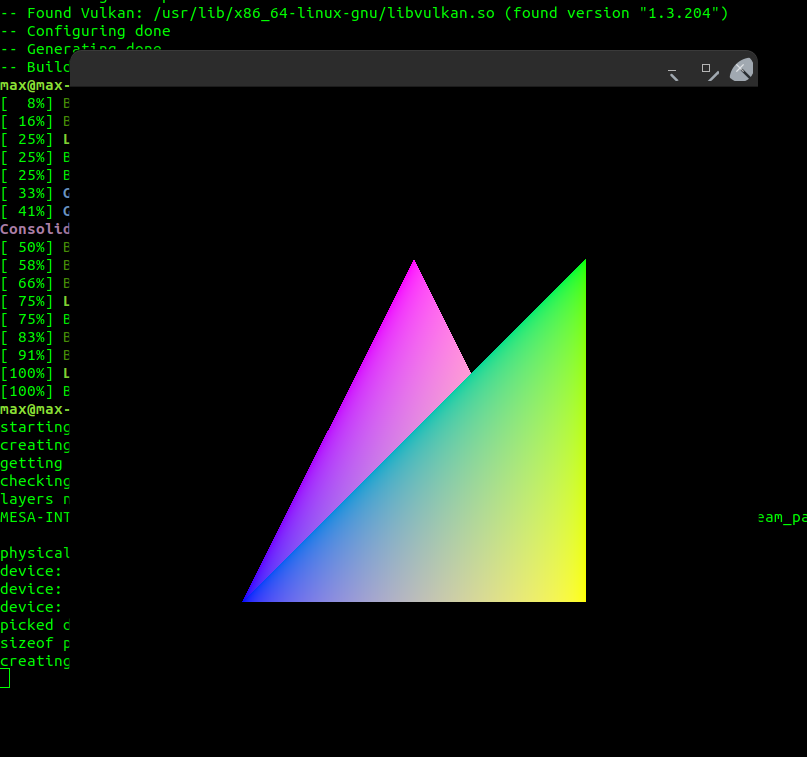 -- Found Vulkan: /usr/lib/x86_64-linux-gnu/libvulkan.so (found version "1.3.204")
-- Configuring done
-- Generating done
-- Build
max@max-
[  8%] B
[ 16%] B
[ 25%] L
[ 25%] B
[ 25%] B
[ 33%] G
[ 41%] G
Consolid
[ 50%] B
[ 58%] B
[ 66%] B
[ 75%] L
[ 75%] B
[ 83%] B
[ 91%] B
[100%] L
[100%] B
max@max-
starting
creating
getting
checking
layers
MESA-INT eam_pa
physical
device:
device:
device:
picked
sizeof
creating